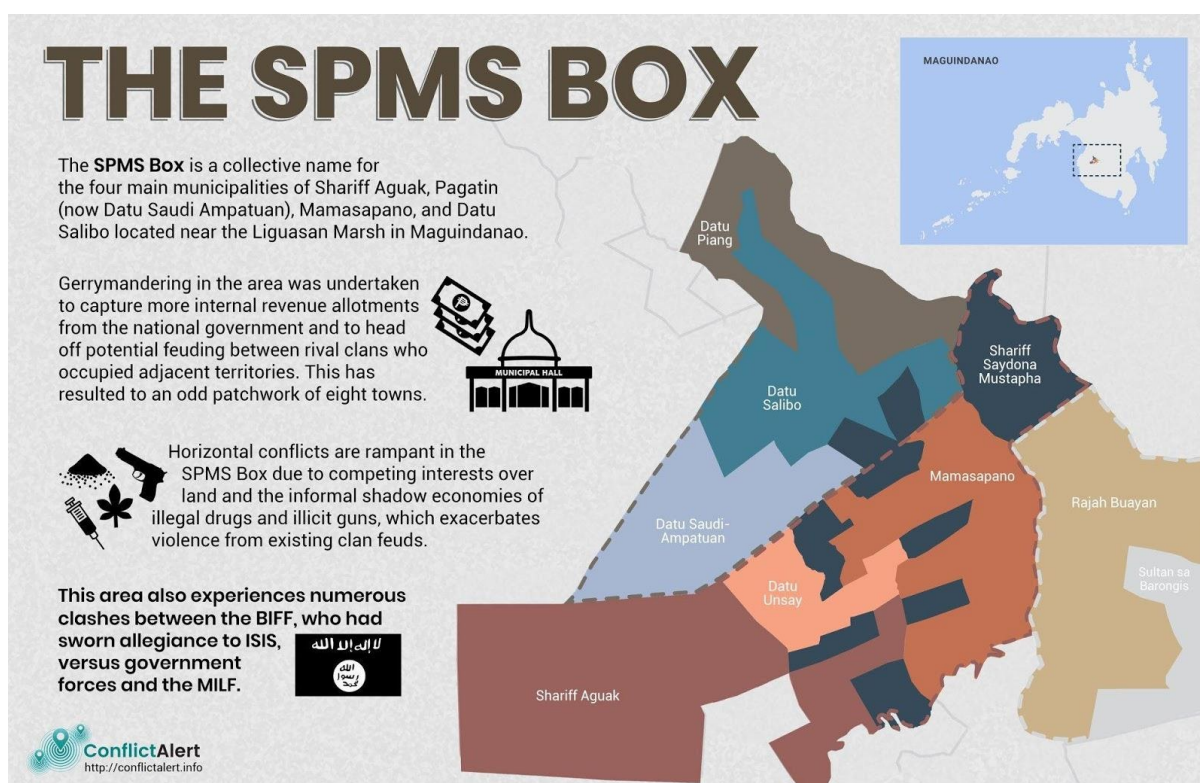 THE SPMS BOX
The SPMS Box is a collective name for
the four main municipalities of Shariff Aguak, Pagatin
(now Datu Saudi Ampatuan), Mamasapano, and Datu
Salibo located near the Liguasan Marsh in Maguindanao.
Gerrymandering in the area was undertaken
to capture more internal revenue allotments
from the national government and to head
off potential feuding between rival clans who
occupied adjacent territories. This has
resulted to an odd patchwork of eight towns.
MUNICIPAL HALL
Horizontal conflicts are rampant in the
SPMS Box due to competing interests over
land and the informal shadow economies of
illegal drugs and illicit guns, which exacerbates
violence from existing clan feuds.
This area also experiences numerous
clashes between the BIFF, who had
sworn allegiance to ISIS,
versus government
forces and the MILF.
لا إله إلا الله
الله
رسول
محمد
ConflictAlert
http://conflictalert.info
MAGUINDANAO
Datu
Piang
Shariff
Saydona
Mustapha
Datu
Salibo
Mamasapano
Rajah Buayan
Datu Saudi-
Ampatuan
Sultan sa
Barongis
Datu
Unsay
Shariff Aguak